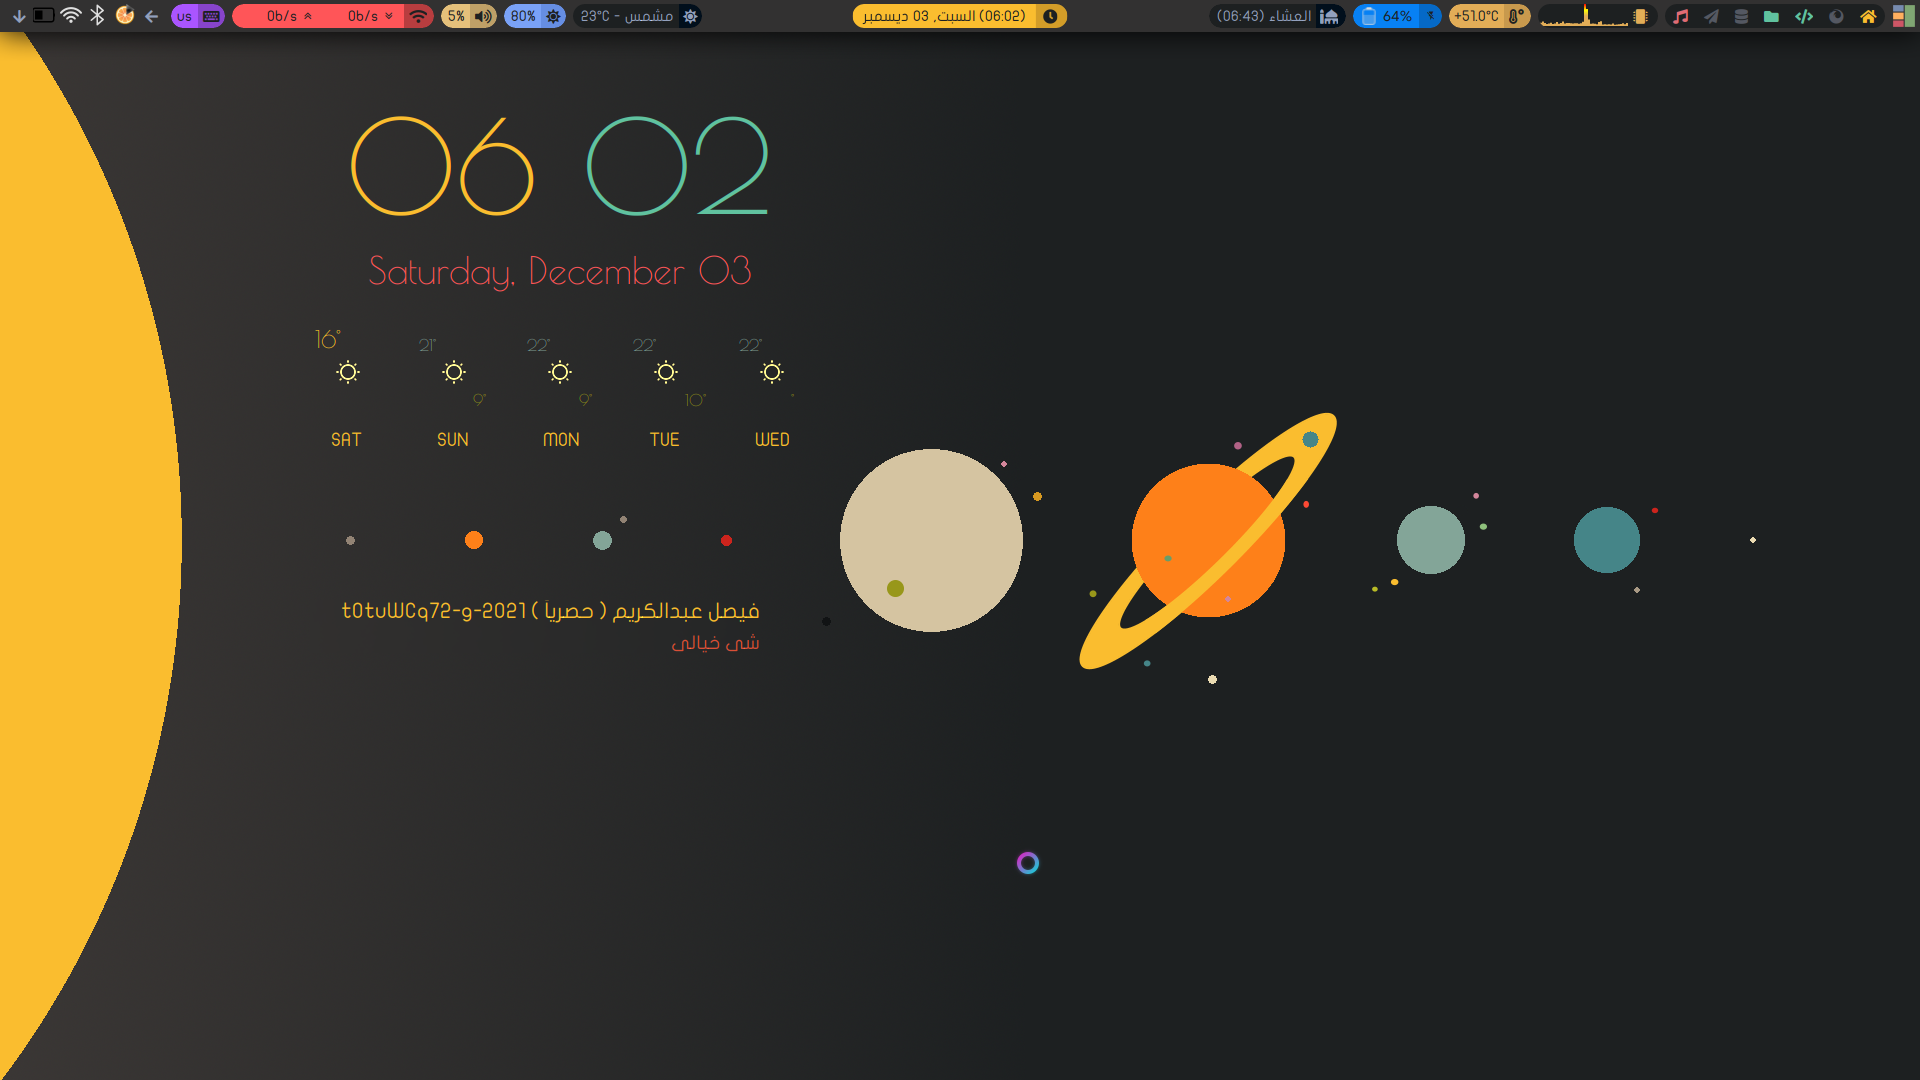 us 0b/s 0b/s 5% 80% 23°C - مشمس
(06:02) السبت, 03 ديسمبر
العشاء (06:43) 64% +51.0°C
06 02
Saturday, December 03
16° 21° 22° 22° 22°
9° 9° 10° °
SAT SUN MON TUE WED
فيصل عبدالكريم ( حصرياً ) 2021-و-t0tuWCq72
شي خيالي